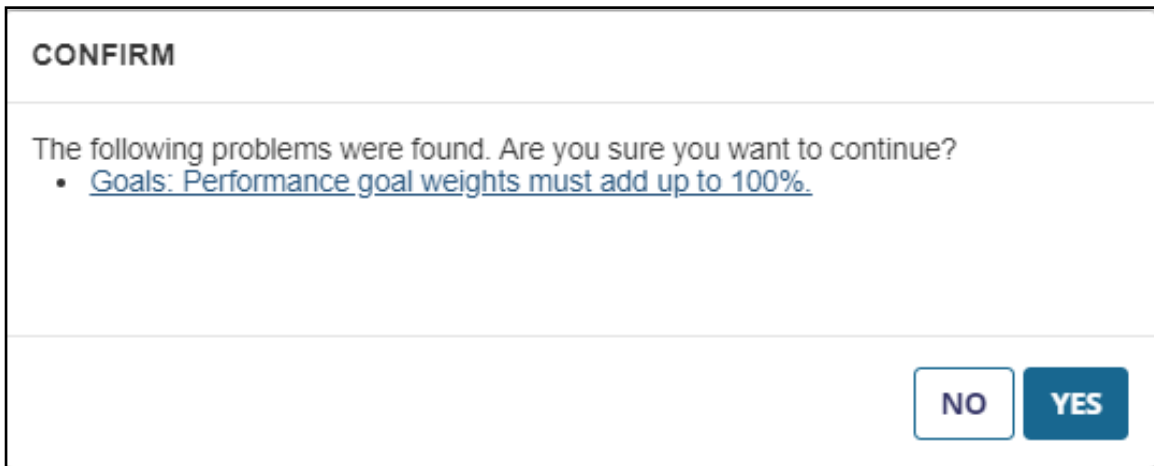 CONFIRM
The following problems were found. Are you sure you want to continue?
• Goals: Performance goal weights must add up to 100%.
NO YES